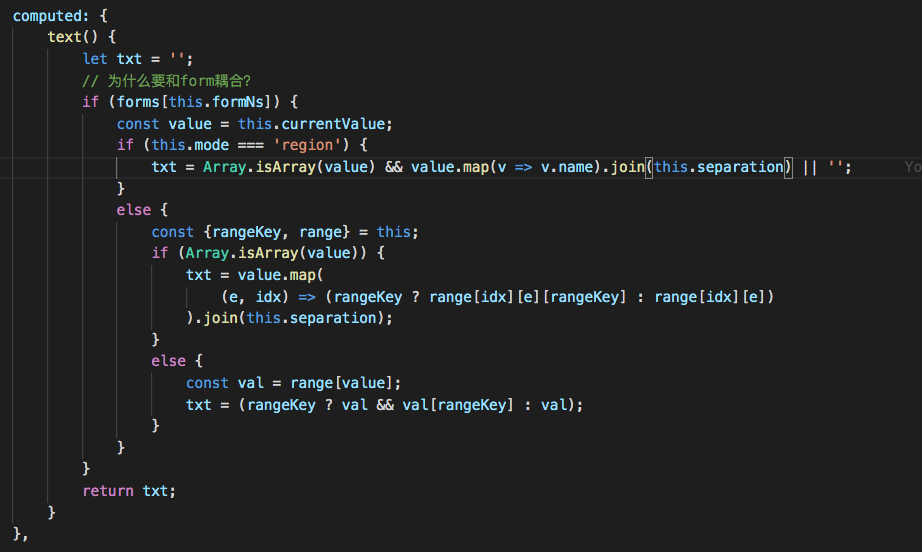 computed: {
    text() {
        let txt = '';
        // 为什么要和form耦合?
        if (forms[this.formNs]) {
            const value = this.currentValue;
            if (this.mode === 'region') {
                txt = Array.isArray(value) && value.map(v => v.name).join(this.separation) || '';    Yo
            }
            else {
                const {rangeKey, range} = this;
                if (Array.isArray(value)) {
                    txt = value.map(
                        (e, idx) => (rangeKey ? range[idx][e][rangeKey] : range[idx][e])
                    ).join(this.separation);
                }
                else {
                    const val = range[value];
                    txt = (rangeKey ? val && val[rangeKey] : val);
                }
            }
        }
        return txt;
    }
},